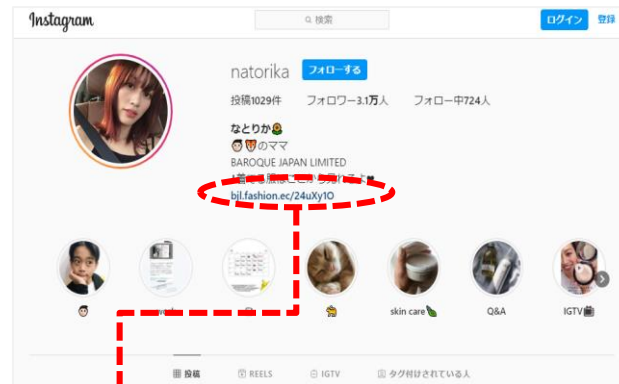 Instagram
検索
ログイン 登録
natorika フォローする
投稿1029件 フォロワー3.1万人 フォロー中724人
なとりか🌻
のママ
BAROQUE JAPAN LIMITED
bjl.fashion.ec/24uXy1O
skin care Q&A IGTV
投稿 REELS IGTV タグ付けされている人